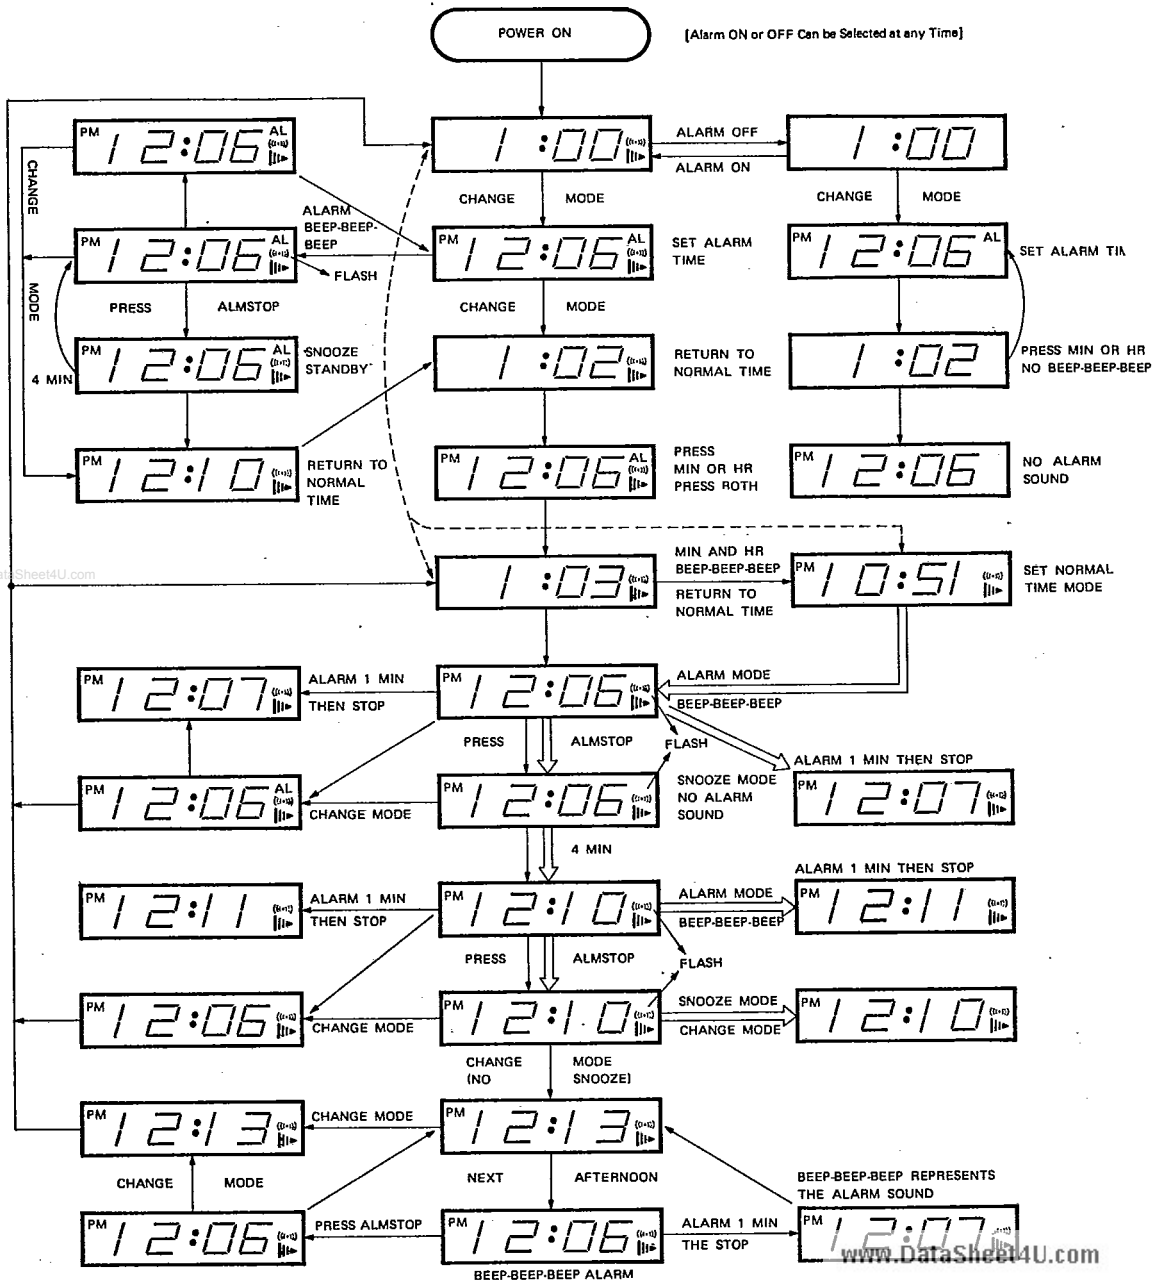 POWER ON
[Alarm ON or OFF Can be Selected at any Time]
PM 12:06 AL
1:00
ALARM OFF
ALARM ON
1:00
CHANGE
CHANGE MODE
CHANGE MODE
ALARM
BEEP-BEEP-
BEEP
PM 12:06 AL
FLASH
PM 12:06 AL
SET ALARM
TIME
PM 12:06 AL
SET ALARM TIM
MODE
PRESS ALMSTOP
CHANGE MODE
PM 12:06 AL
SNOOZE
STANDBY
4 MIN
1:02
RETURN TO
NORMAL TIME
1:02
PRESS MIN OR HR
NO BEEP-BEEP-BEEP
PM 12:10
RETURN TO
NORMAL
TIME
PM 12:06 AL
PRESS
MIN OR HR
PRESS BOTH
PM 12:06
NO ALARM
SOUND
taSheet4U.com
1:03
MIN AND HR
BEEP-BEEP-BEEP
RETURN TO
NORMAL TIME
PM 10:51
SET NORMAL
TIME MODE
PM 12:07
ALARM 1 MIN
THEN STOP
PM 12:06
ALARM MODE
BEEP-BEEP-BEEP
PRESS ALMSTOP
FLASH
PM 12:06 AL
CHANGE MODE
PM 12:06
SNOOZE MODE
NO ALARM
SOUND
ALARM 1 MIN THEN STOP
PM 12:07
4 MIN
PM 12:11
ALARM 1 MIN
THEN STOP
PM 12:10
ALARM MODE
BEEP-BEEP-BEEP
ALARM 1 MIN THEN STOP
PM 12:11
PRESS ALMSTOP
FLASH
PM 12:06
CHANGE MODE
PM 12:10
SNOOZE MODE
CHANGE MODE
PM 12:10
CHANGE MODE
(NO SNOOZE)
PM 12:13
CHANGE MODE
PM 12:13
CHANGE MODE
NEXT AFTERNOON
BEEP-BEEP-BEEP REPRESENTS
THE ALARM SOUND
PM 12:06
PRESS ALMSTOP
PM 12:06
ALARM 1 MIN
THE STOP
PM 12:07
BEEP-BEEP-BEEP ALARM
www.DataSheet4U.com